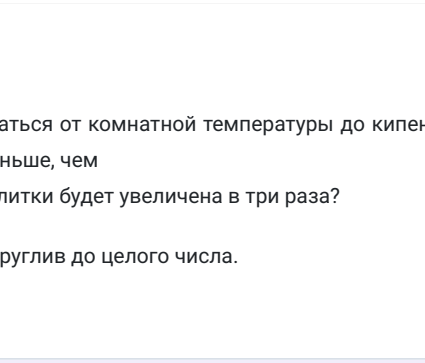 аться от комнатной температуры до кипен
ньше, чем
литки будет увеличена в три раза?
руглив до целого числа.